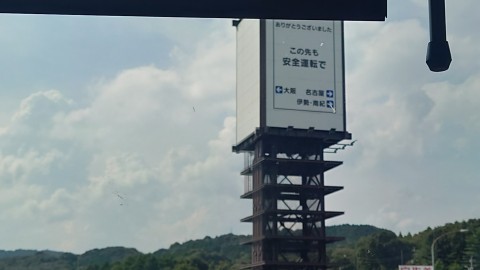 ありがとうございました
この先も
安全運転で
大阪 名古屋
伊勢・南紀